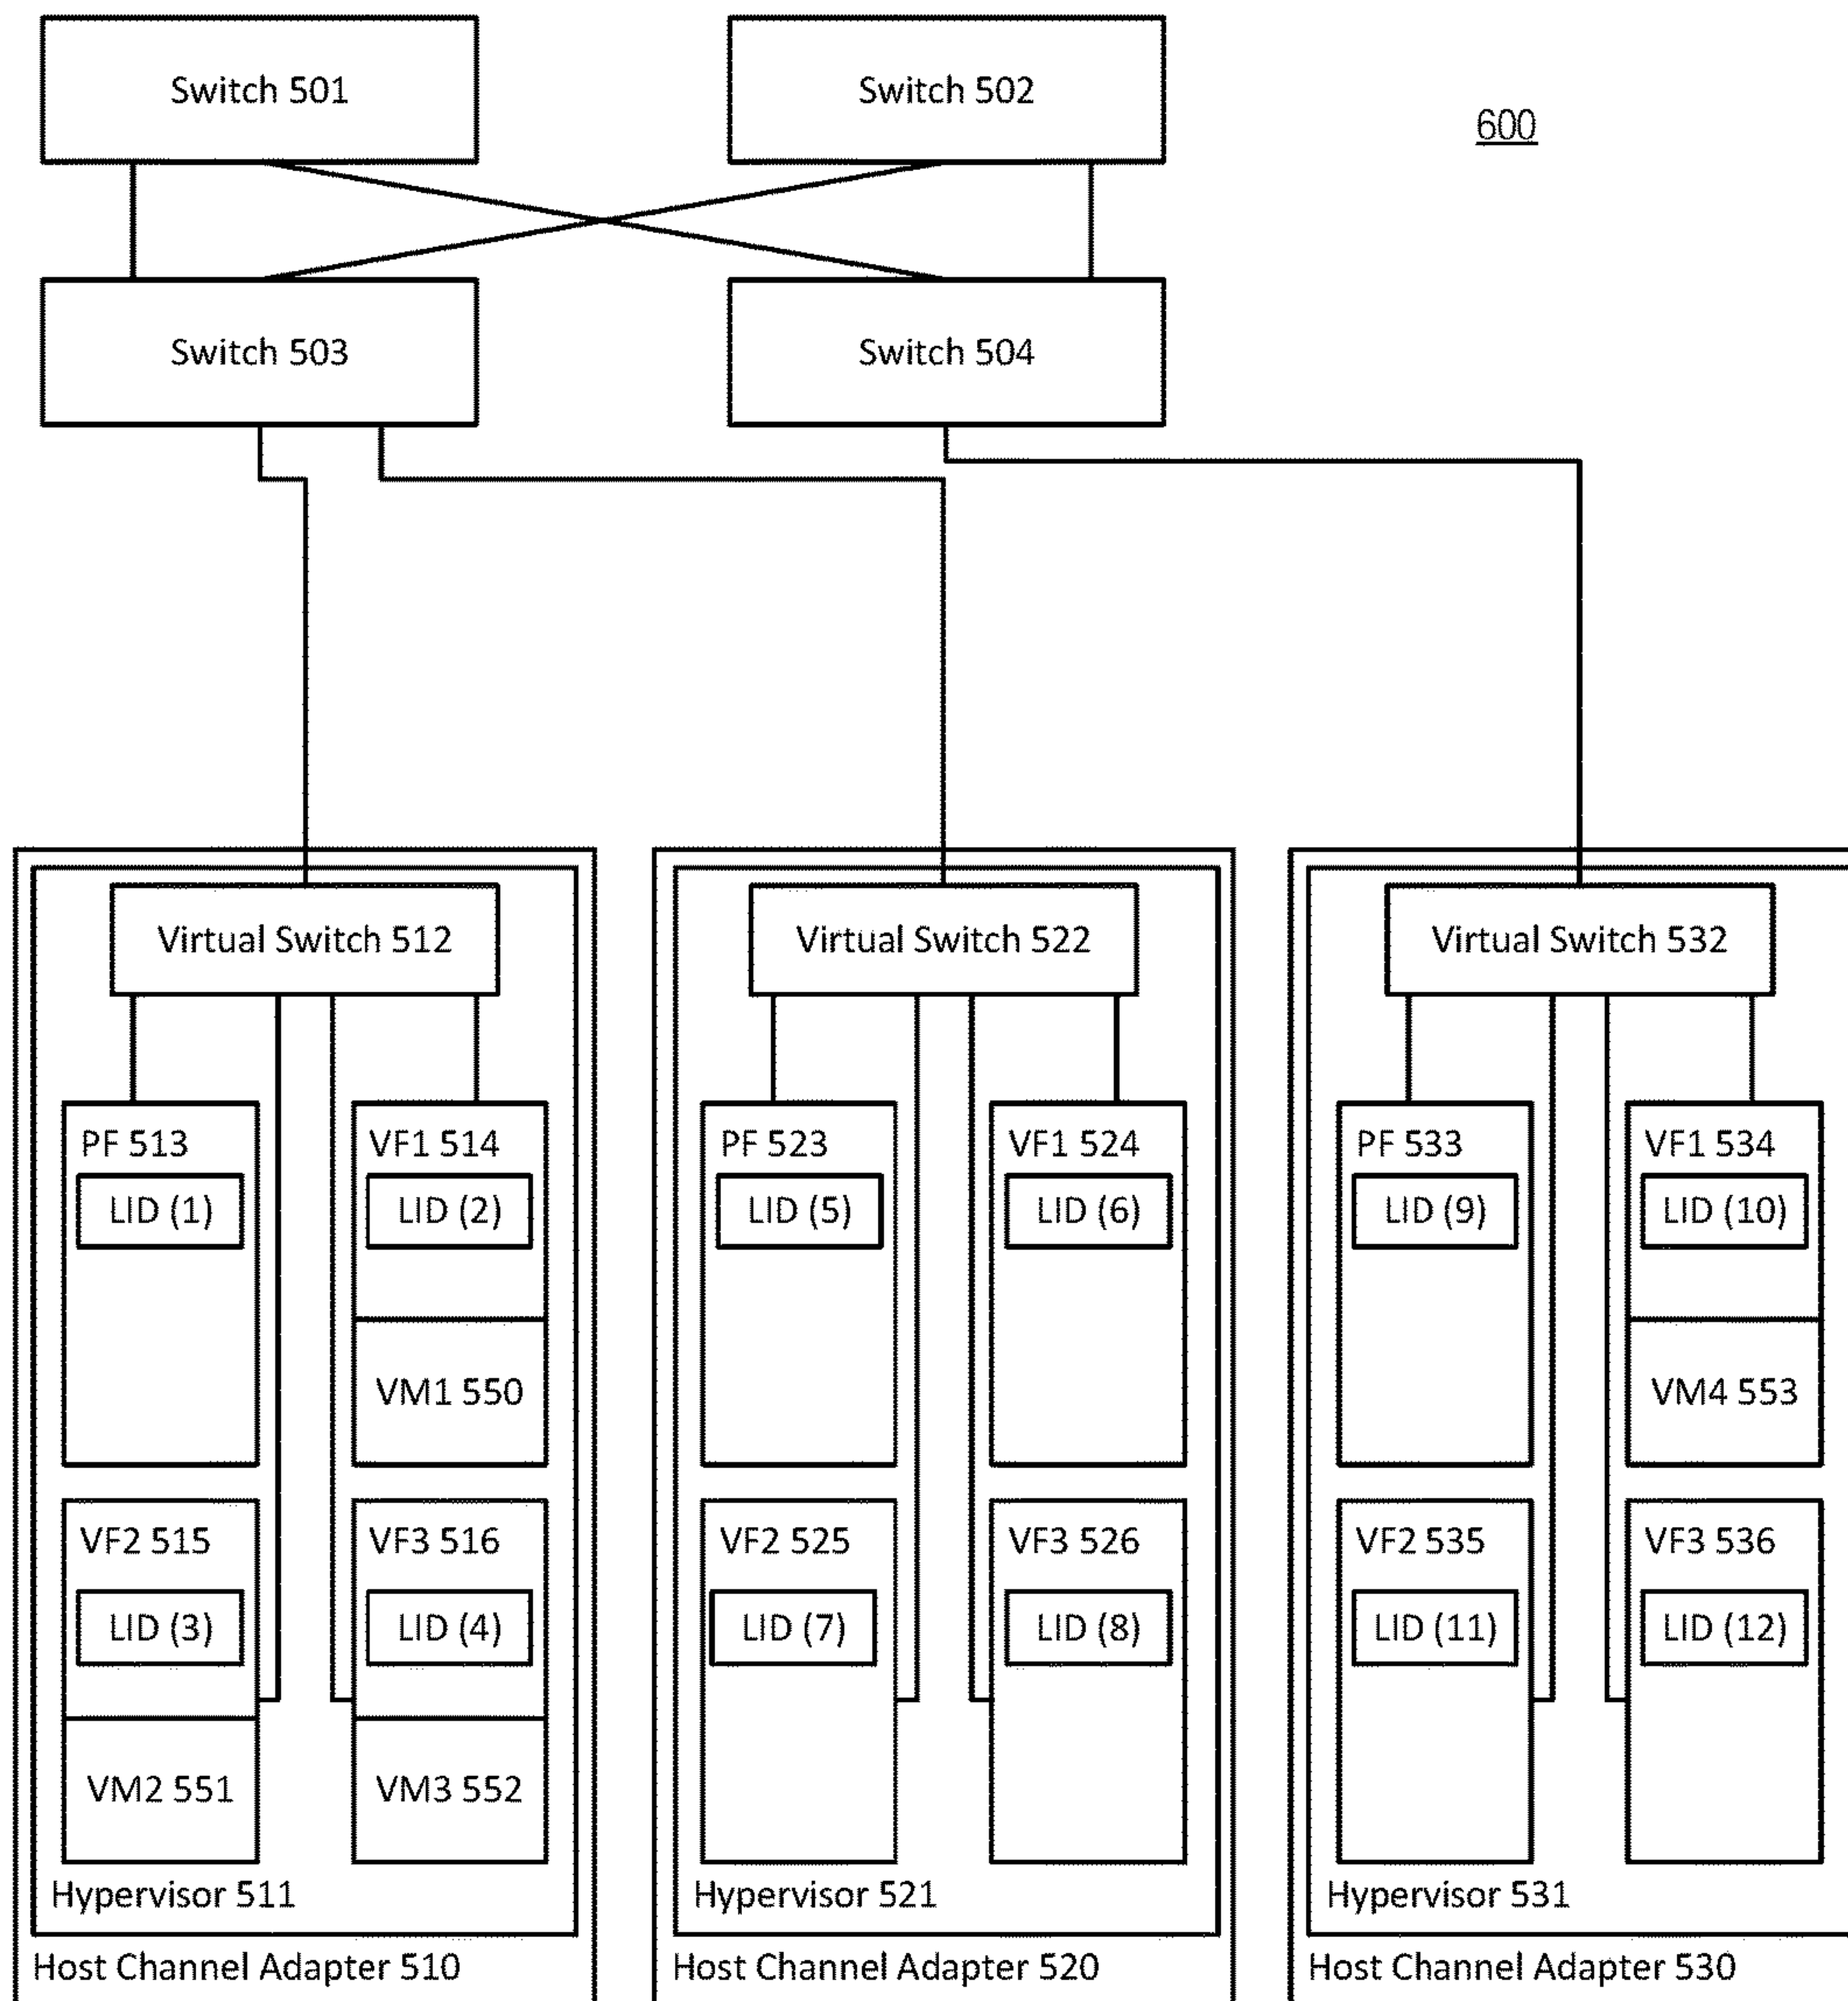 Switch 501
Switch 502
600
Switch 503
Switch 504
Virtual Switch 512
Virtual Switch 522
Virtual Switch 532
PF 513
LID (1)
VF1 514
LID (2)
VM1 550
VF2 515
LID (3)
VM2 551
VF3 516
LID (4)
VM3 552
Hypervisor 511
Host Channel Adapter 510
PF 523
LID (5)
VF1 524
LID (6)
VF2 525
LID (7)
VF3 526
LID (8)
Hypervisor 521
Host Channel Adapter 520
PF 533
LID (9)
VF1 534
LID (10)
VM4 553
VF2 535
LID (11)
VF3 536
LID (12)
Hypervisor 531
Host Channel Adapter 530